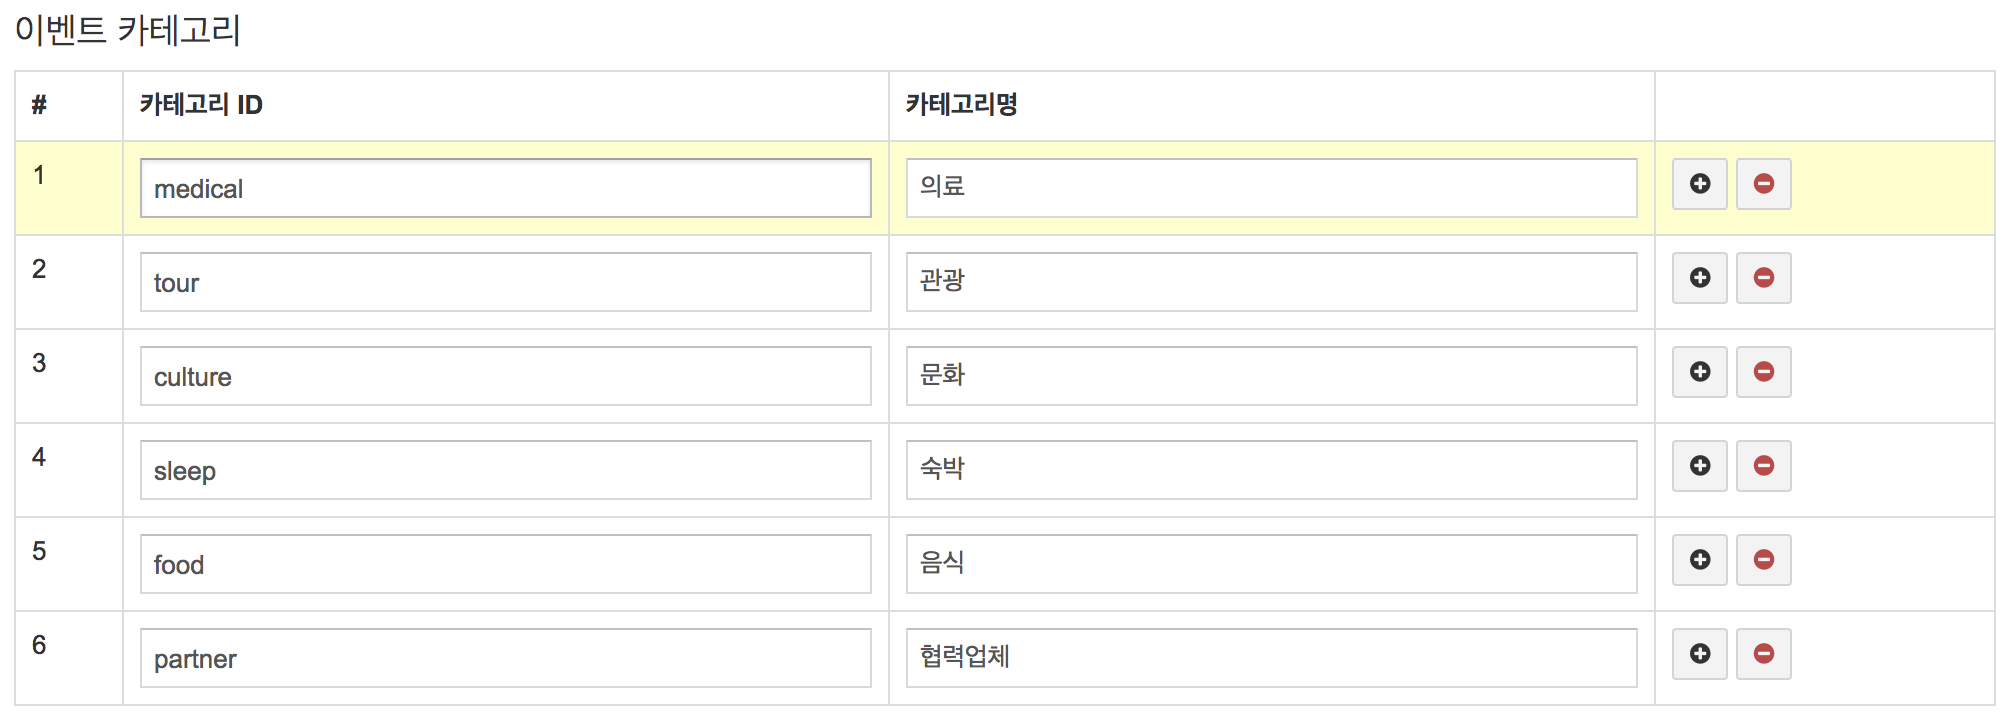 이벤트 카테고리
# 카테고리 ID 카테고리명
1 medical 의료
2 tour 관광
3 culture 문화
4 sleep 숙박
5 food 음식
6 partner 협력업체